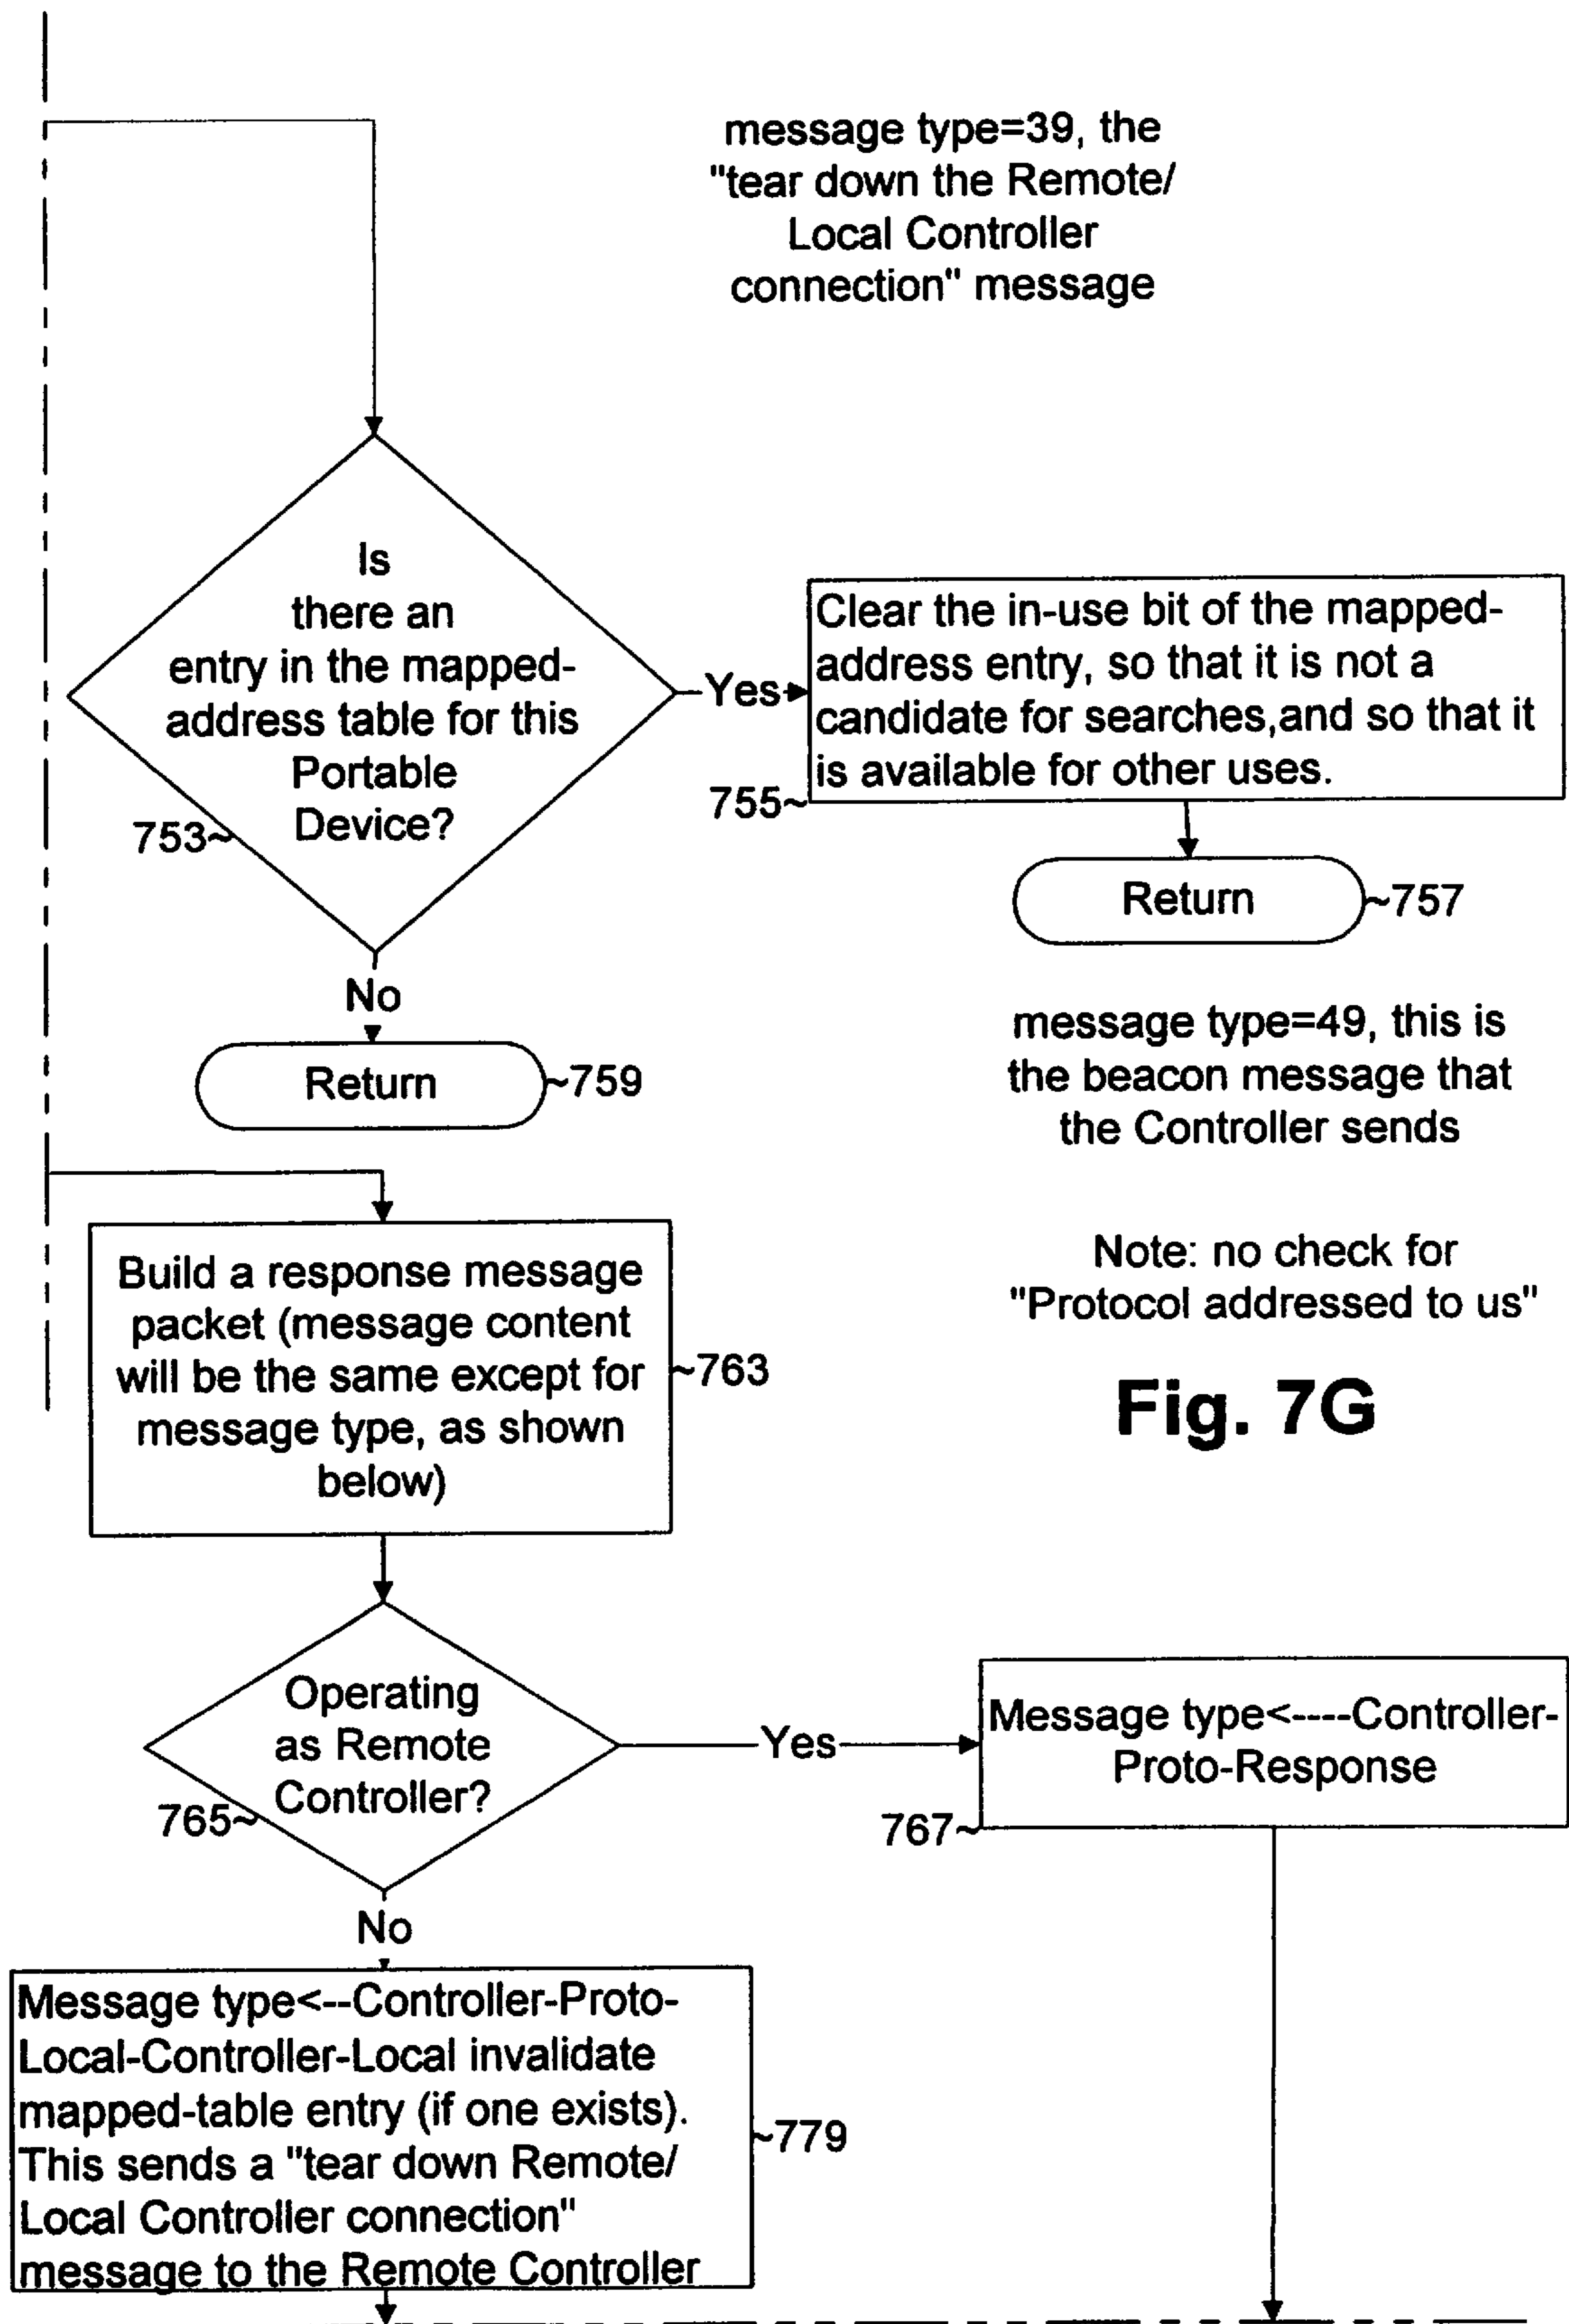 message type=39, the
"tear down the Remote/
Local Controller
connection" message
Is
there an
entry in the mapped-
address table for this
Portable
Device?
753~
Yes
Clear the in-use bit of the mapped-
address entry, so that it is not a
candidate for searches,and so that it
is available for other uses.
755~
Return
~757
No
Return
~759
message type=49, this is
the beacon message that
the Controller sends
Note: no check for
"Protocol addressed to us"
Fig. 7G
Build a response message
packet (message content
will be the same except for
message type, as shown
below)
~763
Operating
as Remote
Controller?
765~
Yes
Message type<----Controller-
Proto-Response
767~
No
Message type<--Controller-Proto-
Local-Controller-Local invalidate
mapped-table entry (if one exists).
This sends a "tear down Remote/
Local Controller connection"
message to the Remote Controller
~779